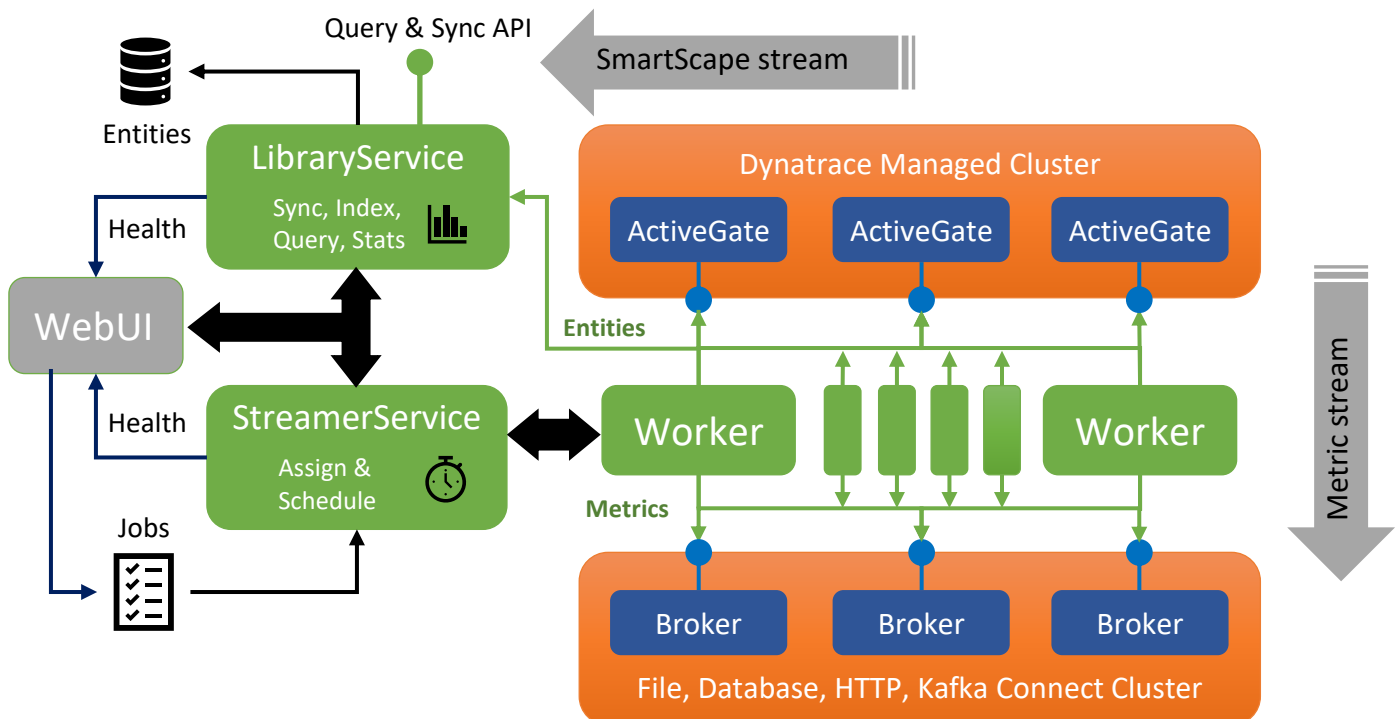 Query & Sync API
SmartScape stream
Entities
LibraryService
Sync, Index,
Query, Stats
Health
Dynatrace Managed Cluster
ActiveGate
ActiveGate
ActiveGate
WebUI
Entities
Health
StreamerService
Assign &
Schedule
Worker
Worker
Metric stream
Metrics
Jobs
Broker
Broker
Broker
File, Database, HTTP, Kafka Connect Cluster